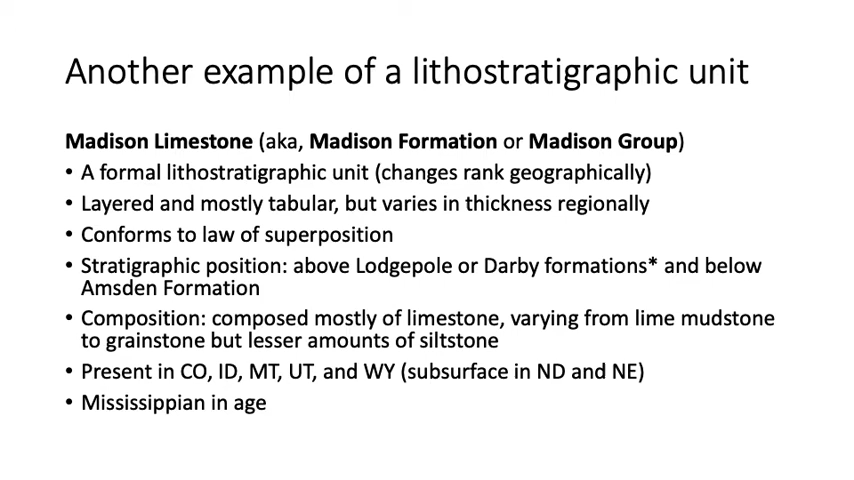 Another example of a lithostratigraphic unit
Madison Limestone (aka, Madison Formation or Madison Group)
• A formal lithostratigraphic unit (changes rank geographically)
• Layered and mostly tabular, but varies in thickness regionally
• Conforms to law of superposition
• Stratigraphic position: above Lodgepole or Darby formations* and below
Amsden Formation
• Composition: composed mostly of limestone, varying from lime mudstone
to grainstone but lesser amounts of siltstone
• Present in CO, ID, MT, UT, and WY (subsurface in ND and NE)
• Mississippian in age